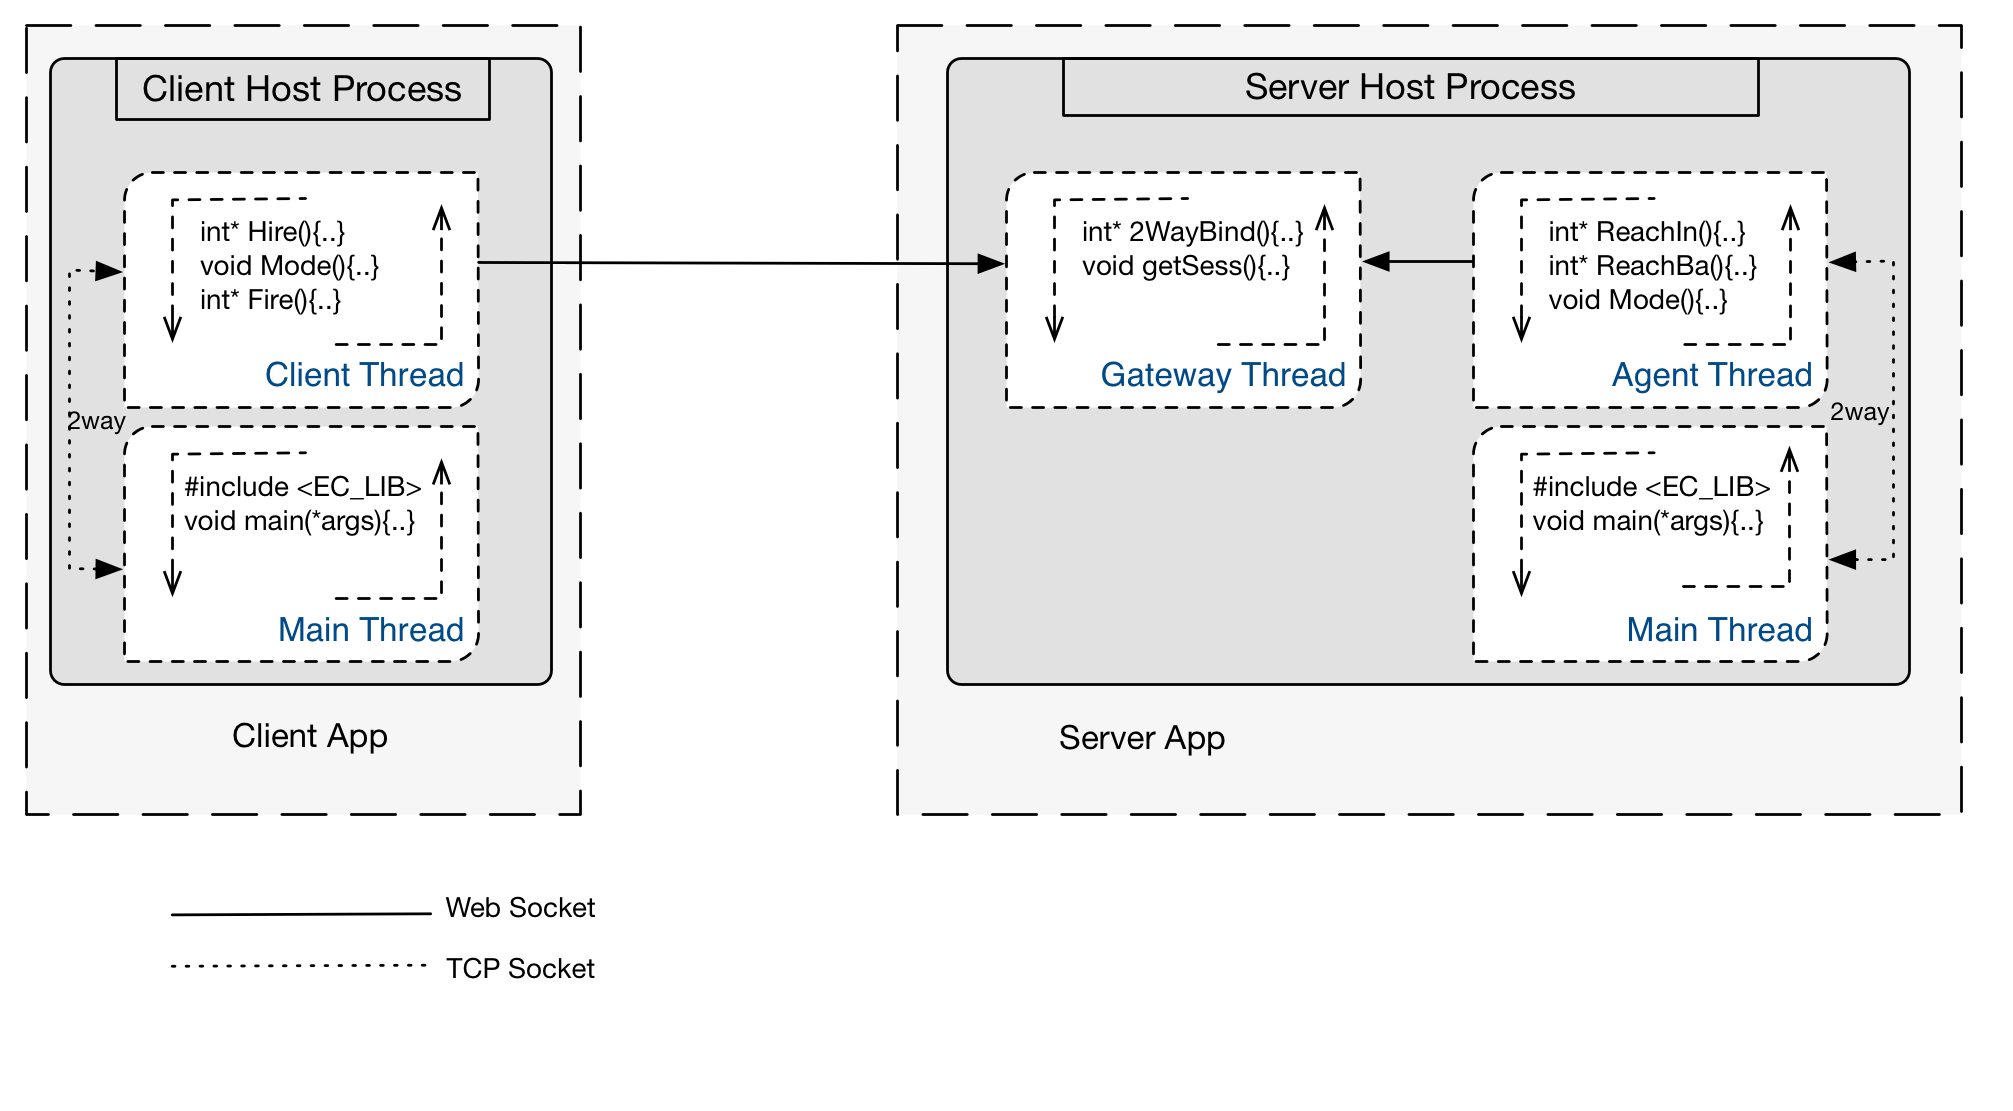 Client Host Process
int* Hire(){..}
void Mode(){..}
int* Fire(){..}
Client Thread
2way
#include <EC_LIB>
void main(*args){..}
Main Thread
Client App
Server Host Process
int* 2WayBind(){..}
void getSess(){..}
Gateway Thread
int* ReachIn(){..}
int* ReachBa(){..}
void Mode(){..}
Agent Thread
2way
#include <EC_LIB>
void main(*args){..}
Main Thread
Server App
Web Socket
TCP Socket